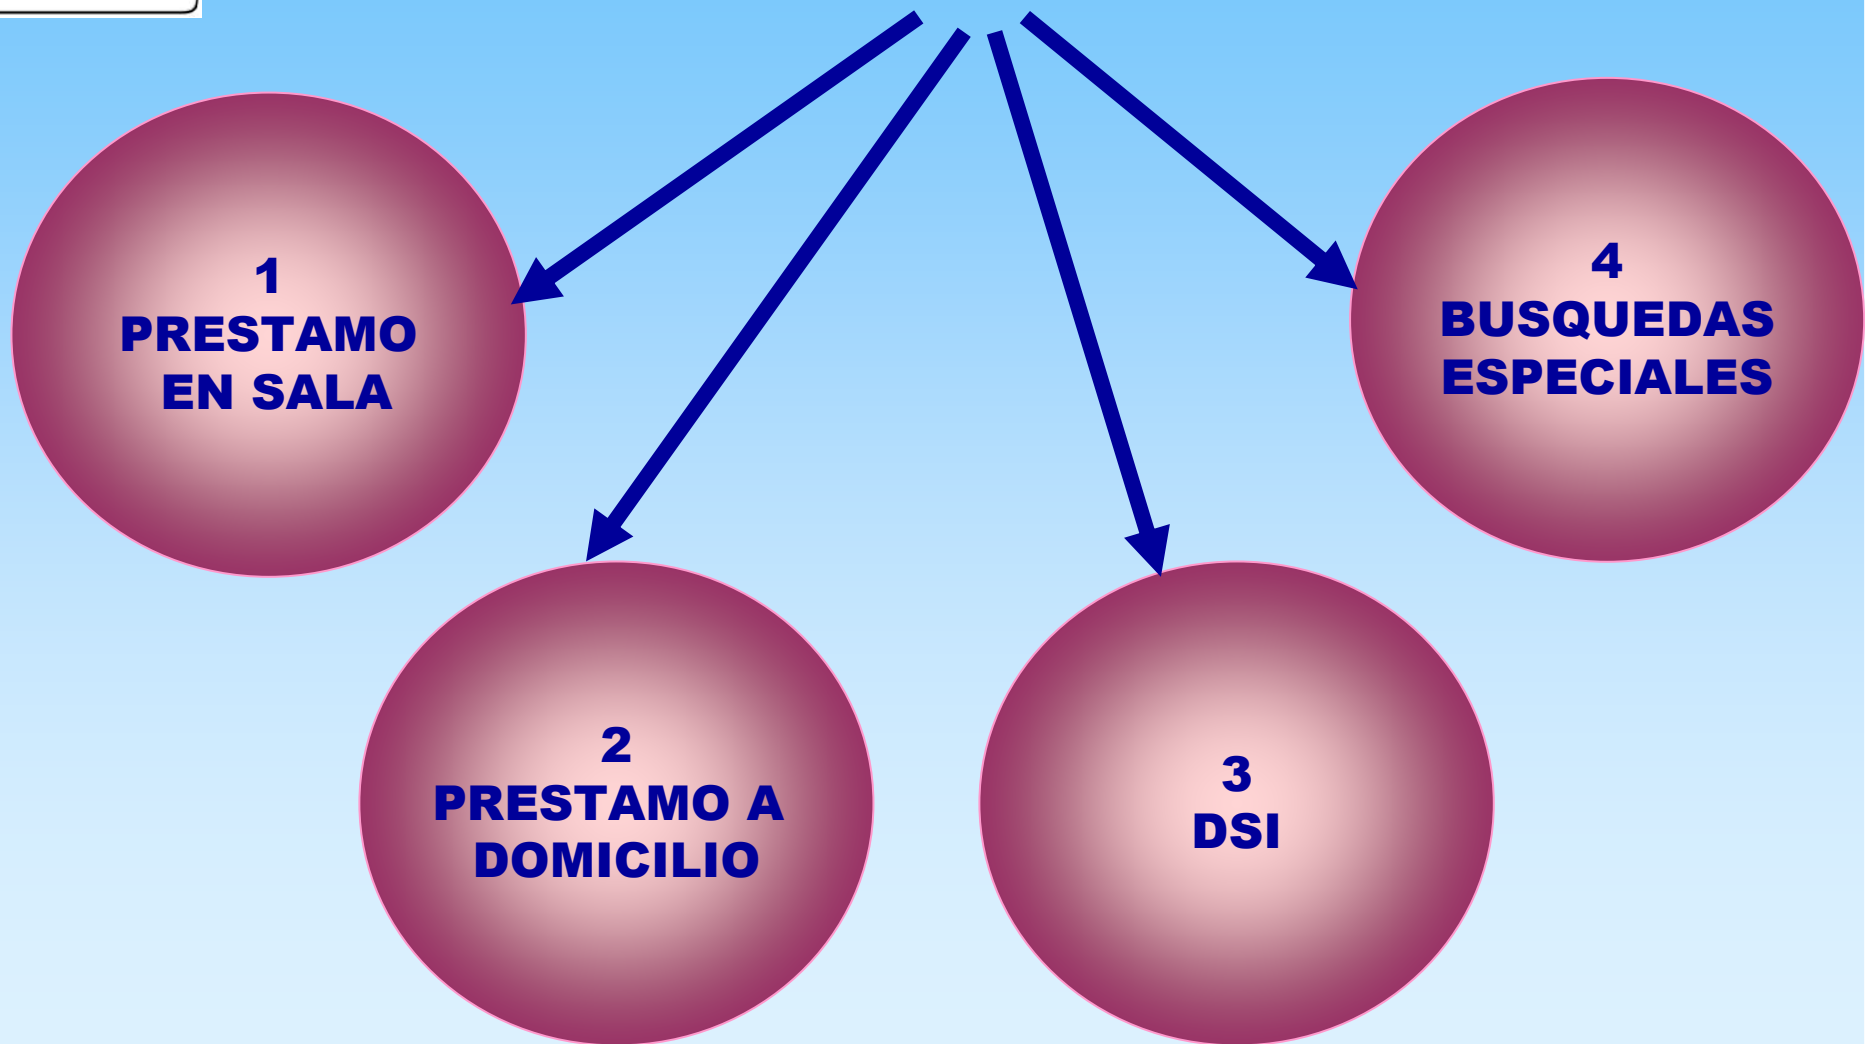 1
PRESTAMO
EN SALA
2
PRESTAMO A
DOMICILIO
3
DSI
4
BUSQUEDAS
ESPECIALES